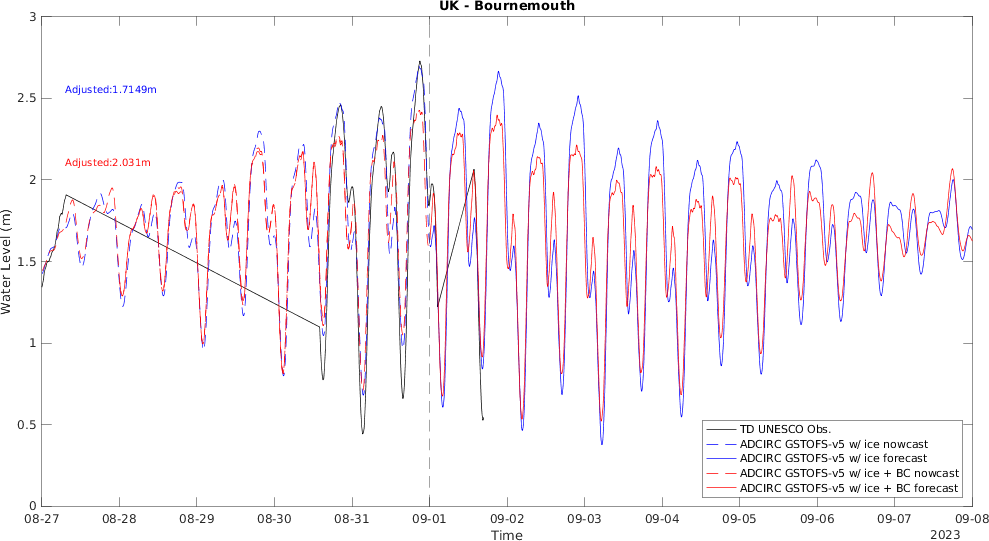 UK - Bournemouth
3
2.5
2
1.5
1
0.5
0
Water Level (m)
Adjusted:1.7149m
Adjusted:2.031m
TD UNESCO Obs.
ADCIRC GSTOFS-v5 w/ ice nowcast
ADCIRC GSTOFS-v5 w/ ice forecast
ADCIRC GSTOFS-v5 w/ ice + BC nowcast
ADCIRC GSTOFS-v5 w/ ice + BC forecast
08-27 08-28 08-29 08-30 08-31 09-01 09-02 09-03 09-04 09-05 09-06 09-07 09-08
Time
2023